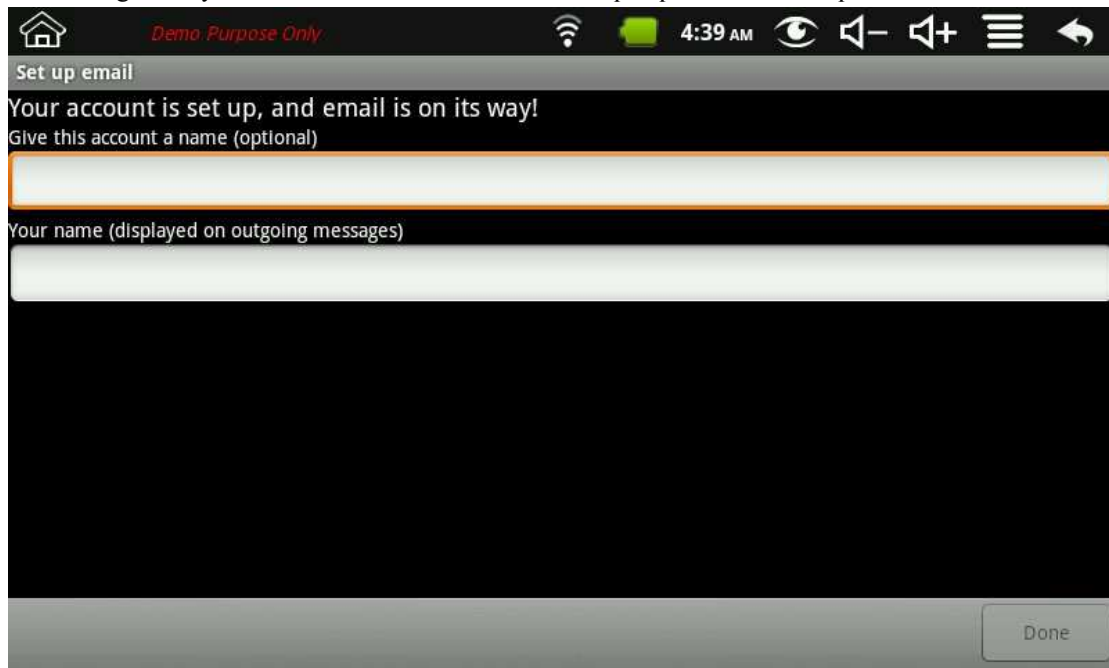 Demo Purpose Only 4:39 AM
Set up email
Your account is set up, and email is on its way!
Give this account a name (optional)
Your name (displayed on outgoing messages)
Done